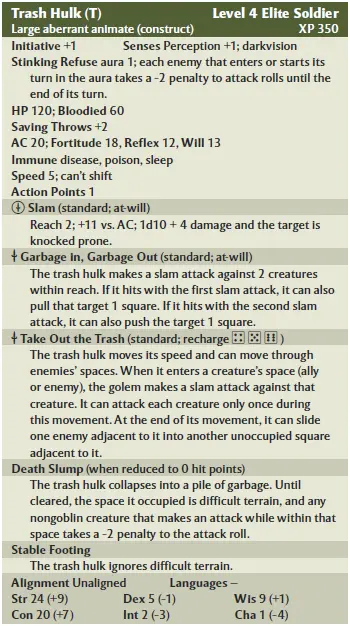 Trash Hulk (T) Level 4 Elite Soldier
Large aberrant animate (construct) XP 350
Initiative +1 Senses Perception +1; darkvision
Stinking Refuse aura 1; each enemy that enters or starts its
turn in the aura takes a -2 penalty to attack rolls until the
end of its turn.
HP 120; Bloodied 60
Saving Throws +2
AC 20; Fortitude 18, Reflex 12, Will 13
Immune disease, poison, sleep
Speed 5; can't shift
Action Points 1
Slam (standard; at-will)
Reach 2; +11 vs. AC; 1d10 + 4 damage and the target is
knocked prone.
Garbage in, Garbage Out (standard; at-will)
The trash hulk makes a slam attack against 2 creatures
within reach. If it hits with the first slam attack, it can also
pull that target 1 square. If it hits with the second slam
attack, it can also push the target 1 square.
Take Out the Trash (standard; recharge ⚃ ⚄ ⚅ )
The trash hulk moves its speed and can move through
enemies' spaces. When it enters a creature's space (ally
or enemy), the golem makes a slam attack against that
creature. It can attack each creature only once during
this movement. At the end of its movement, it can slide
one enemy adjacent to it into another unoccupied square
adjacent to it.
Death Slump (when reduced to 0 hit points)
The trash hulk collapses into a pile of garbage. Until
cleared, the space it occupied is difficult terrain, and any
nongoblin creature that makes an attack while within that
space takes a -2 penalty to the attack roll.
Stable Footing
The trash hulk ignores difficult terrain.
Alignment Unaligned Languages –
Str 24 (+9) Dex 5 (-1) Wis 9 (+1)
Con 20 (+7) Int 2 (-3) Cha 1 (-4)